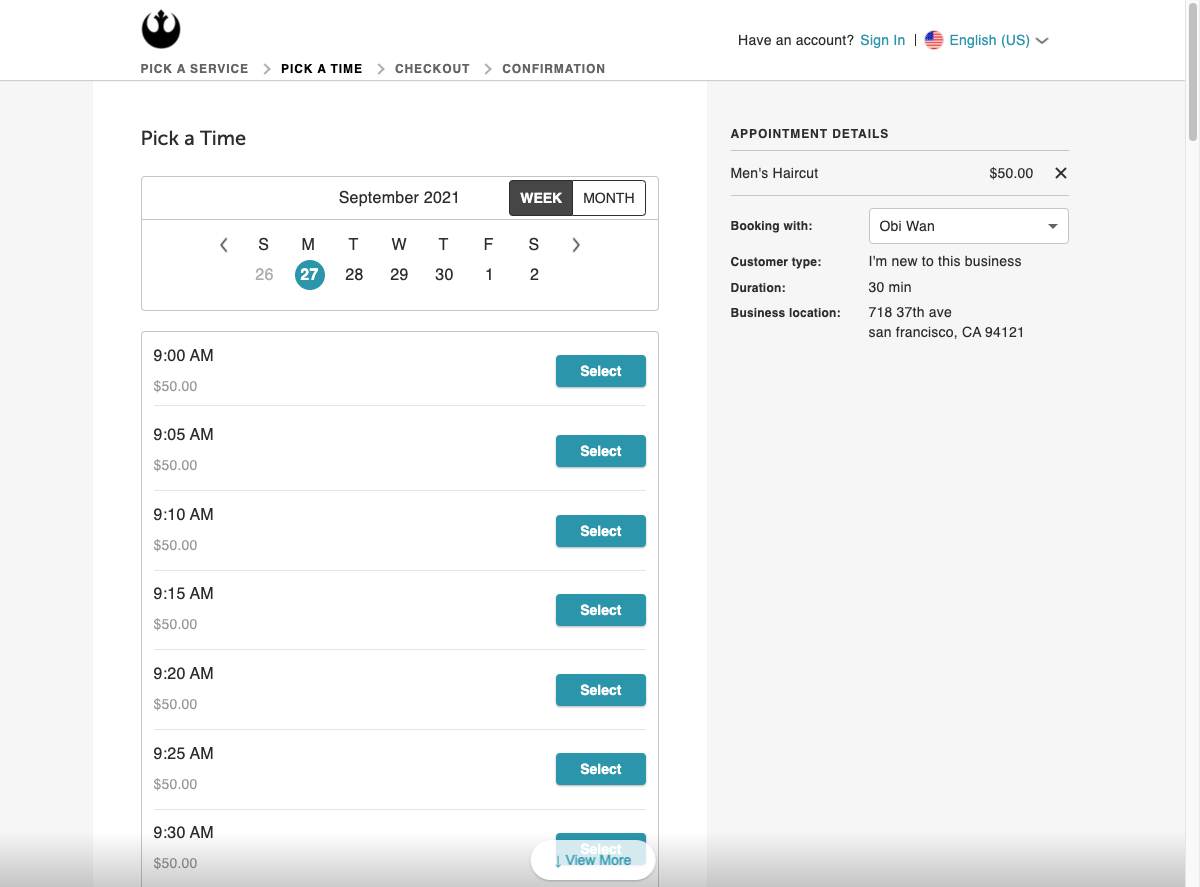 Have an account? Sign In | English (US)
PICK A SERVICE PICK A TIME CHECKOUT CONFIRMATION
Pick a Time
September 2021 WEEK MONTH
S M T W T F S
26 27 28 29 30 1 2
9:00 AM
$50.00
Select
9:05 AM
$50.00
Select
9:10 AM
$50.00
Select
9:15 AM
$50.00
Select
9:20 AM
$50.00
Select
9:25 AM
$50.00
Select
9:30 AM
$50.00
Select
↓ View More
APPOINTMENT DETAILS
Men's Haircut $50.00
Booking with: Obi Wan
Customer type: I'm new to this business
Duration: 30 min
Business location: 718 37th ave
san francisco, CA 94121